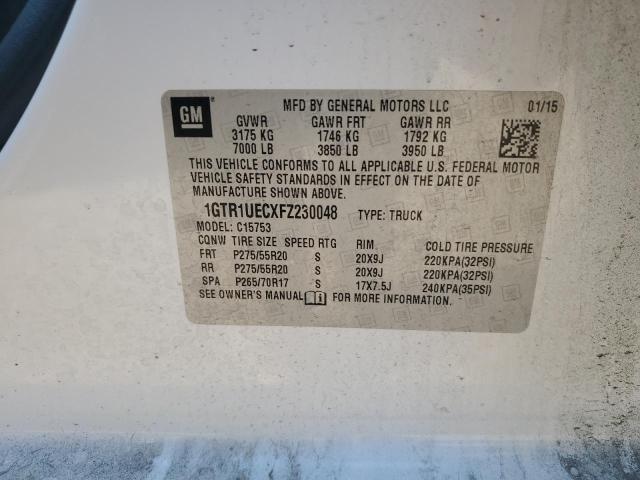 GM MFD BY GENERAL MOTORS LLC 01/15
GVWR GAWR FRT GAWR RR
3175 KG 1746 KG 1792 KG
7000 LB 3850 LB 3950 LB
THIS VEHICLE CONFORMS TO ALL APPLICABLE U.S. FEDERAL MOTOR
VEHICLE SAFETY STANDARDS IN EFFECT ON THE DATE OF
MANUFACTURE SHOWN ABOVE.
1GTR1UECXFZ230048 TYPE: TRUCK
MODEL: C15753
CQNW TIRE SIZE SPEED RTG RIM COLD TIRE PRESSURE
FRT P275/55R20 S 20X9J 220KPA(32PSI)
RR P275/55R20 S 20X9J 220KPA(32PSI)
SPA P265/70R17 S 17X7.5J 240KPA(35PSI)
SEE OWNER'S MANUAL FOR MORE INFORMATION.